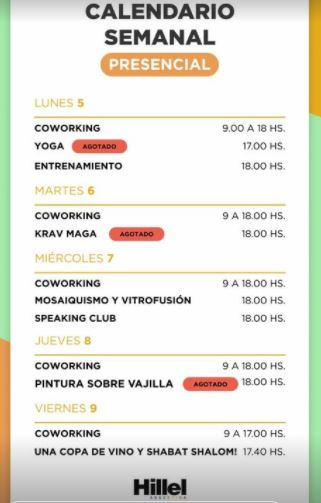 CALENDARIO
SEMANAL
PRESENCIAL
LUNES 5
COWORKING 9.00 A 18 HS.
YOGA AGOTADO 17.00 HS.
ENTRENAMIENTO 18.00 HS.
MARTES 6
COWORKING 9 A 18.00 HS.
KRAV MAGA AGOTADO 18.00 HS.
MIÉRCOLES 7
COWORKING 9 A 18.00 HS.
MOSAIQUISMO Y VITROFUSIÓN 18.00 HS.
SPEAKING CLUB 18.00 HS.
JUEVES 8
COWORKING 9 A 18.00 HS.
PINTURA SOBRE VAJILLA AGOTADO 18.00 HS.
VIERNES 9
COWORKING 9 A 17.00 HS.
UNA COPA DE VINO Y SHABAT SHALOM! 17.40 HS.
Hillel
ARGENTINA